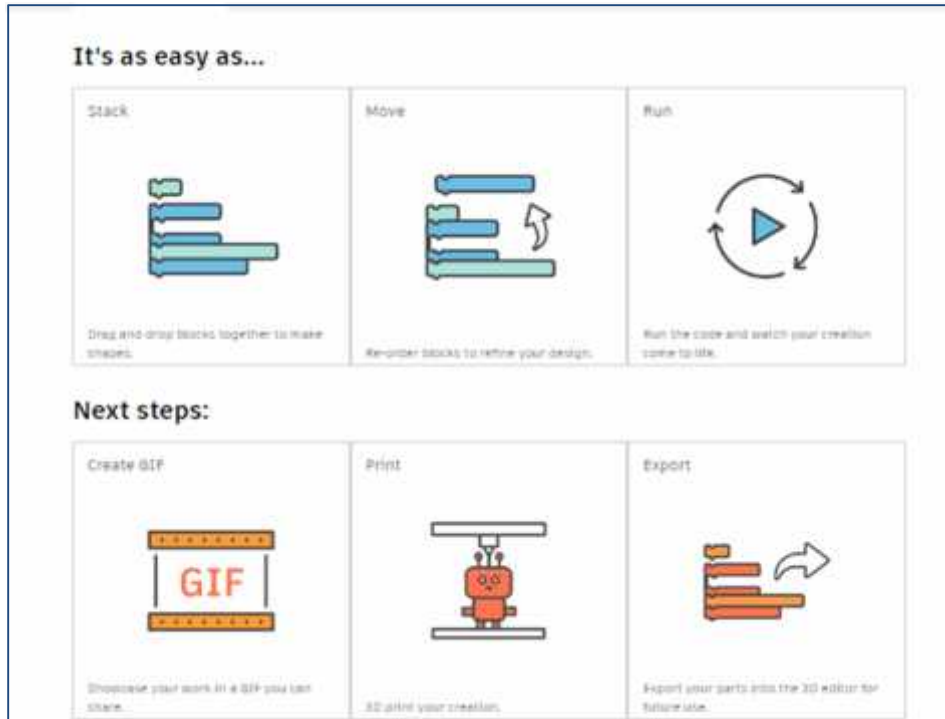 It's as easy as...
Stack
Move
Run
Drag and drop blocks together to make
shapes.
Re-order blocks to refine your design.
Run the code and watch your creation
come to life.
Next steps:
Create GIF
Print
Export
GIF
Showcase your work in a GIF you can
share.
3D print your creation.
Export your parts into the 3D editor for
future use.